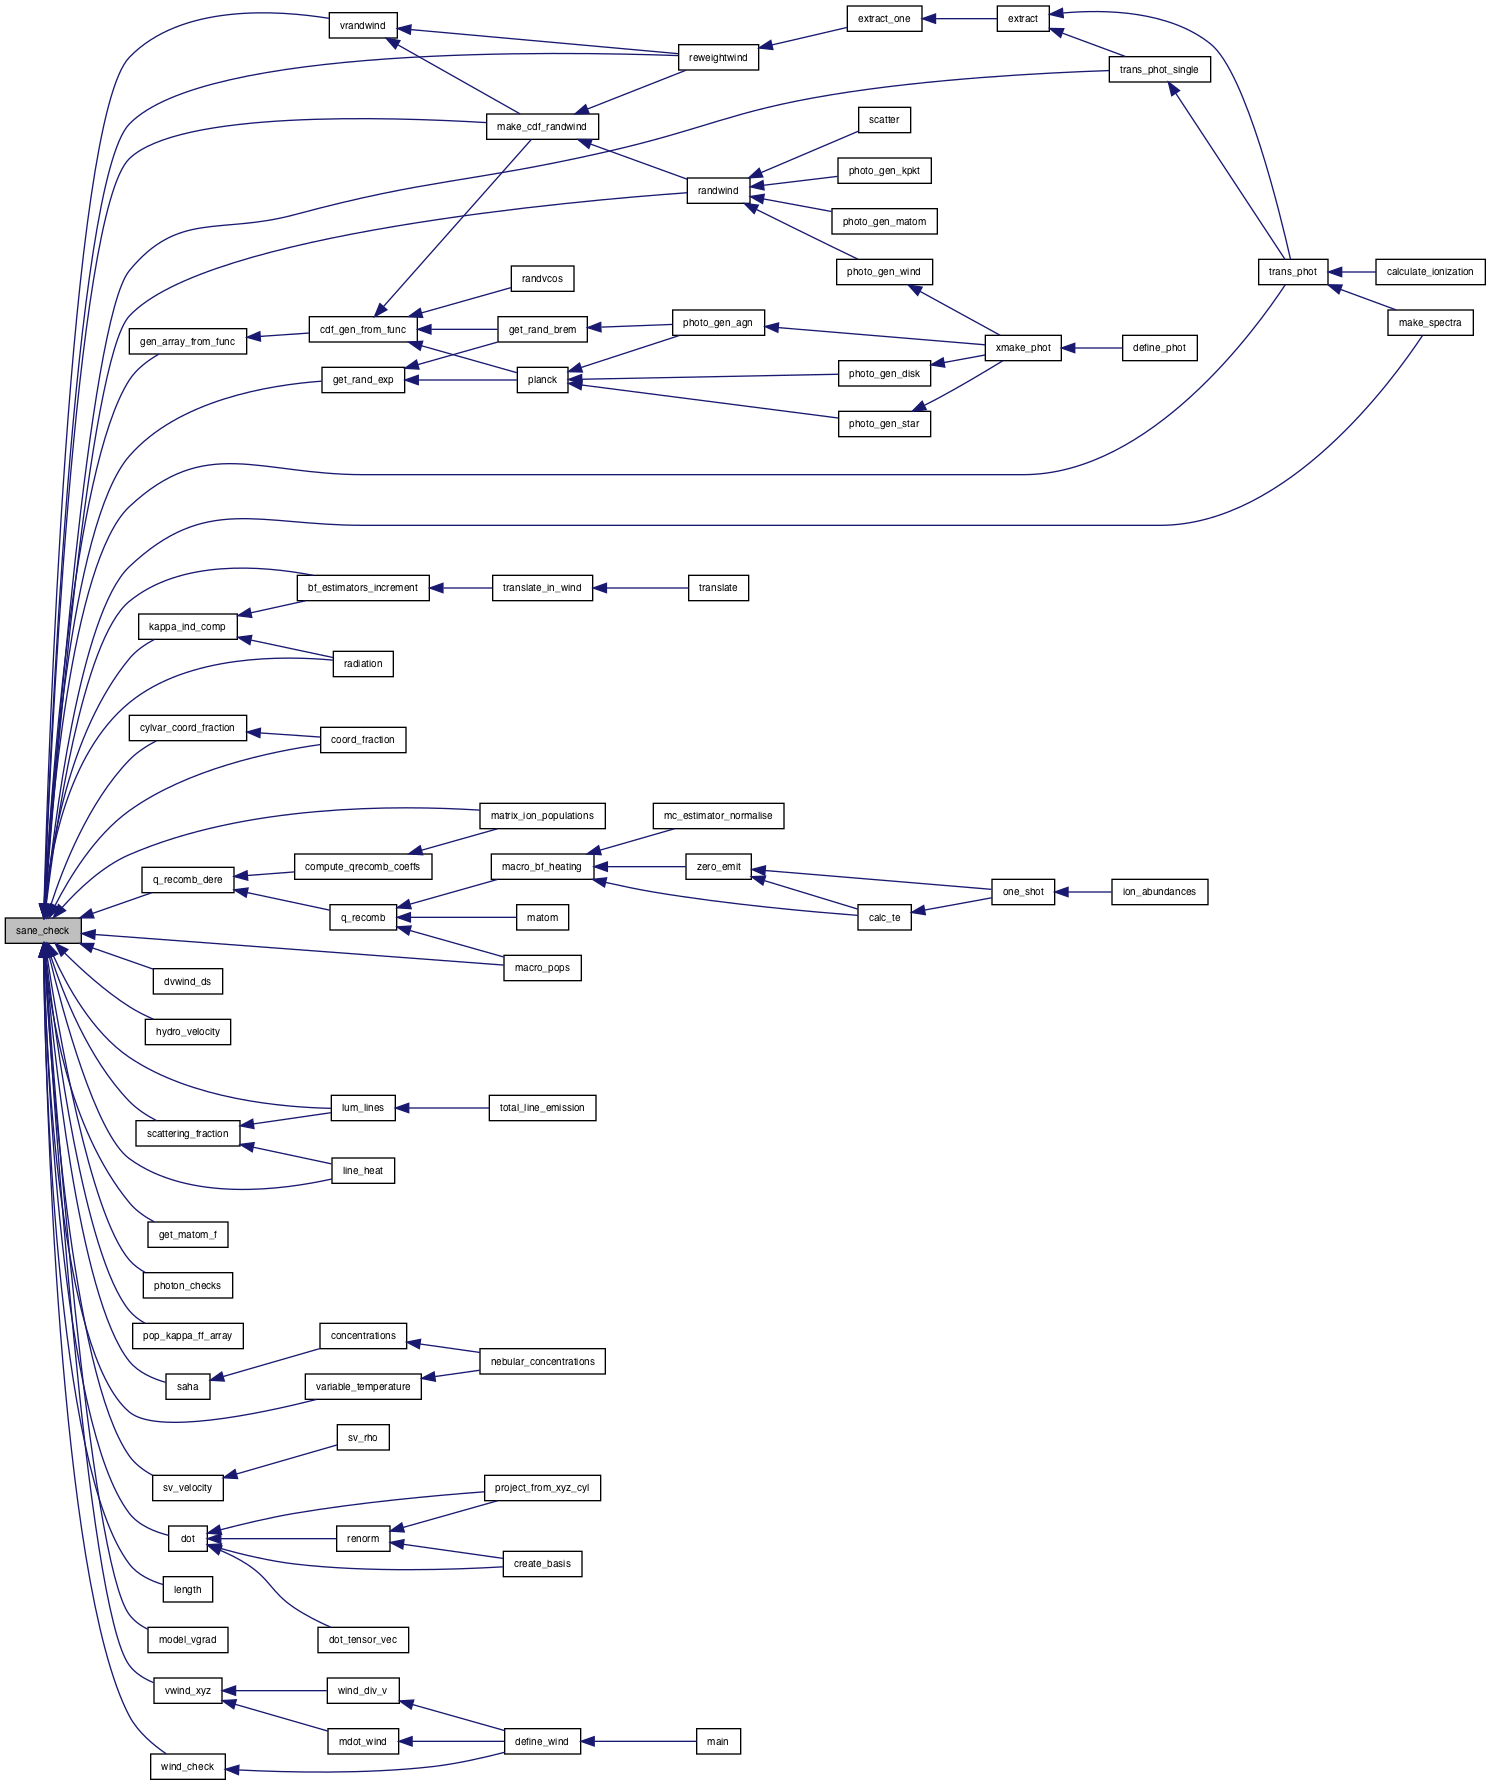 vrandwind
extract_one
extract
reweightwind
trans_phot_single
make_cdf_randwind
scatter
photo_gen_kpkt
randwind
photo_gen_matom
photo_gen_wind
trans_phot
calculate_ionization
randvcos
cdf_gen_from_func
get_rand_brem
photo_gen_agn
make_spectra
gen_array_from_func
xmake_phot
define_phot
get_rand_exp
planck
photo_gen_disk
photo_gen_star
bf_estimators_increment
translate_in_wind
translate
kappa_ind_comp
radiation
cylvar_coord_fraction
coord_fraction
matrix_ion_populations
mc_estimator_normalise
compute_qrecomb_coeffs
macro_bf_heating
zero_emit
q_recomb_dere
one_shot
ion_abundances
q_recomb
matom
calc_te
sane_check
macro_pops
dvwind_ds
hydro_velocity
lum_lines
total_line_emission
scattering_fraction
line_heat
get_matom_f
photon_checks
pop_kappa_ff_array
concentrations
nebular_concentrations
saha
variable_temperature
sv_rho
sv_velocity
project_from_xyz_cyl
dot
renorm
create_basis
length
model_vgrad
dot_tensor_vec
vwind_xyz
wind_div_v
mdot_wind
define_wind
main
wind_check